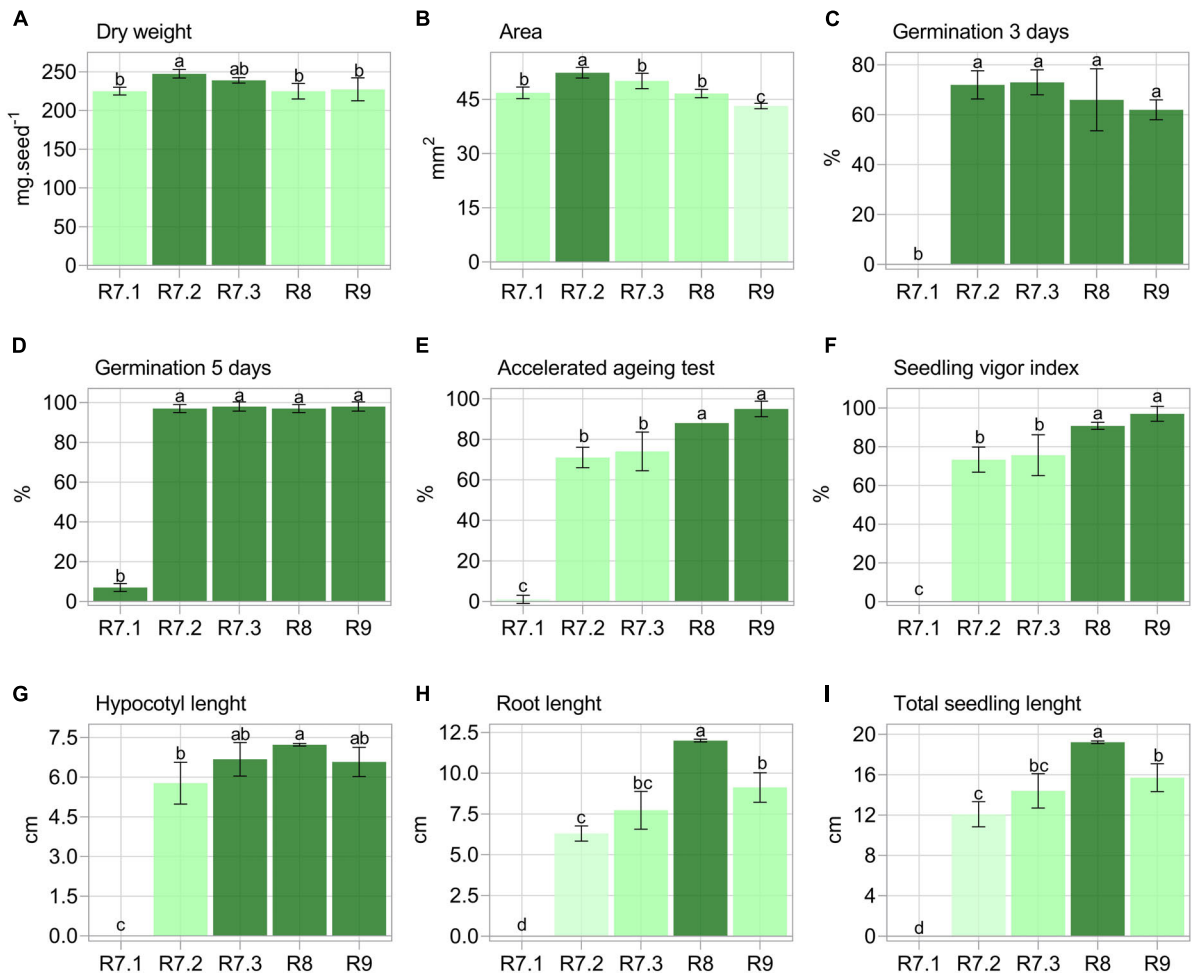 A Dry weight
mg.seed-1
250
200
150
100
50
0
b a ab b b
R7.1 R7.2 R7.3 R8 R9
B Area
mm2
45
30
15
0
b a b b c
R7.1 R7.2 R7.3 R8 R9
C Germination 3 days
%
80
60
40
20
0
b a a a a
R7.1 R7.2 R7.3 R8 R9
D Germination 5 days
%
100
80
60
40
20
0
b a a a a
R7.1 R7.2 R7.3 R8 R9
E Accelerated ageing test
%
100
80
60
40
20
0
c b b a a
R7.1 R7.2 R7.3 R8 R9
F Seedling vigor index
%
100
80
60
40
20
0
c b b a a
R7.1 R7.2 R7.3 R8 R9
G Hypocotyl lenght
cm
7.5
6.0
4.5
3.0
1.5
0.0
c b ab a ab
R7.1 R7.2 R7.3 R8 R9
H Root lenght
cm
12.5
10.0
7.5
5.0
2.5
0.0
d c bc a b
R7.1 R7.2 R7.3 R8 R9
I Total seedling lenght
cm
20
16
12
8
4
0
d c bc a b
R7.1 R7.2 R7.3 R8 R9